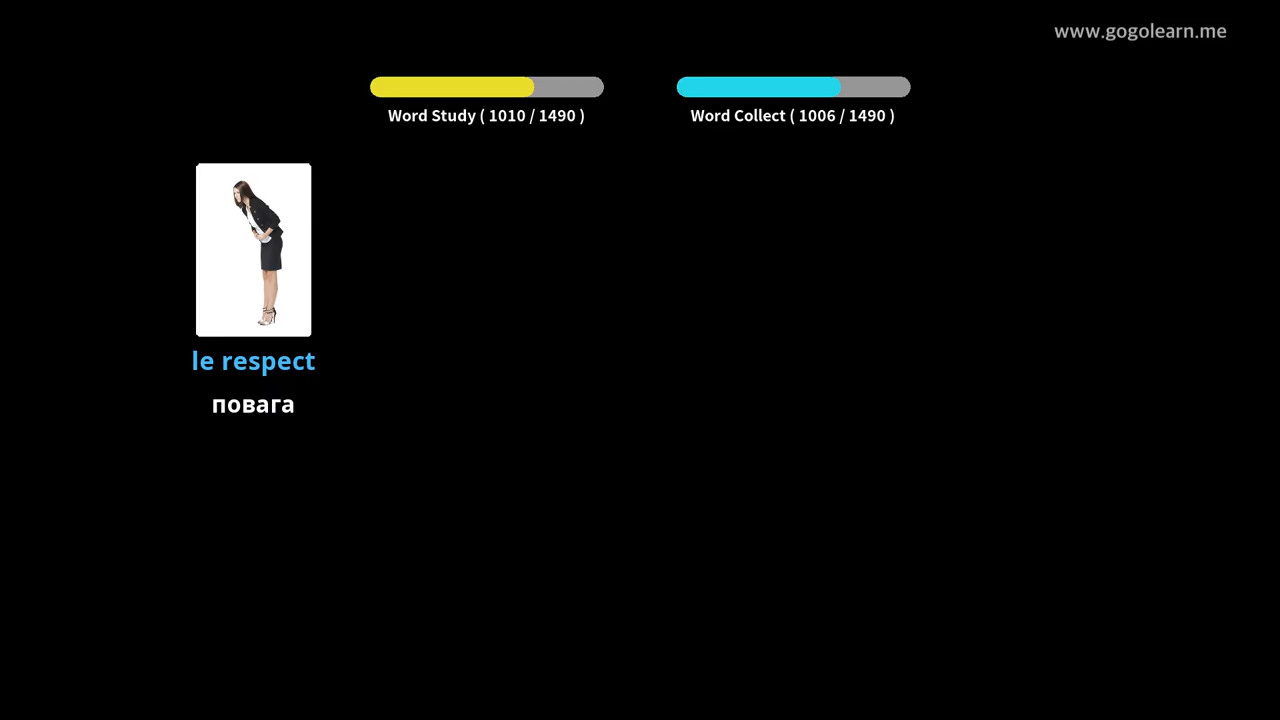 www.gogolearn.me
Word Study ( 1010 / 1490 )
Word Collect ( 1006 / 1490 )
le respect
повага